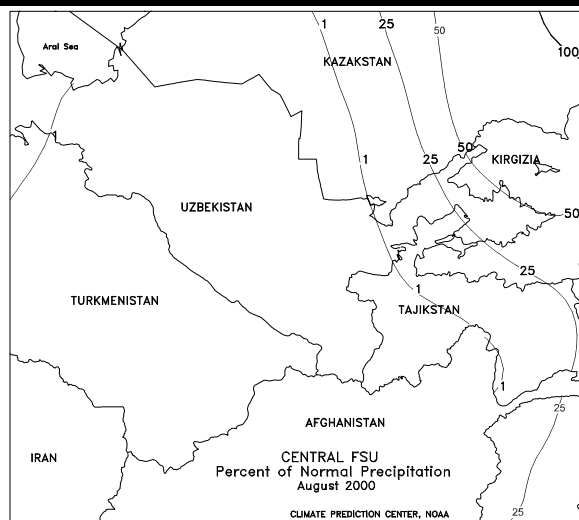 1
25
50
Aral Sea
100
KAZAKSTAN
50
KIRGIZIA
1
25
50
UZBEKISTAN
50
25
1
TURKMENISTAN
TAJIKSTAN
1
25
AFGHANISTAN
IRAN
CENTRAL FSU
Percent of Normal Precipitation
August 2000
25
CLIMATE PREDICTION CENTER, NOAA